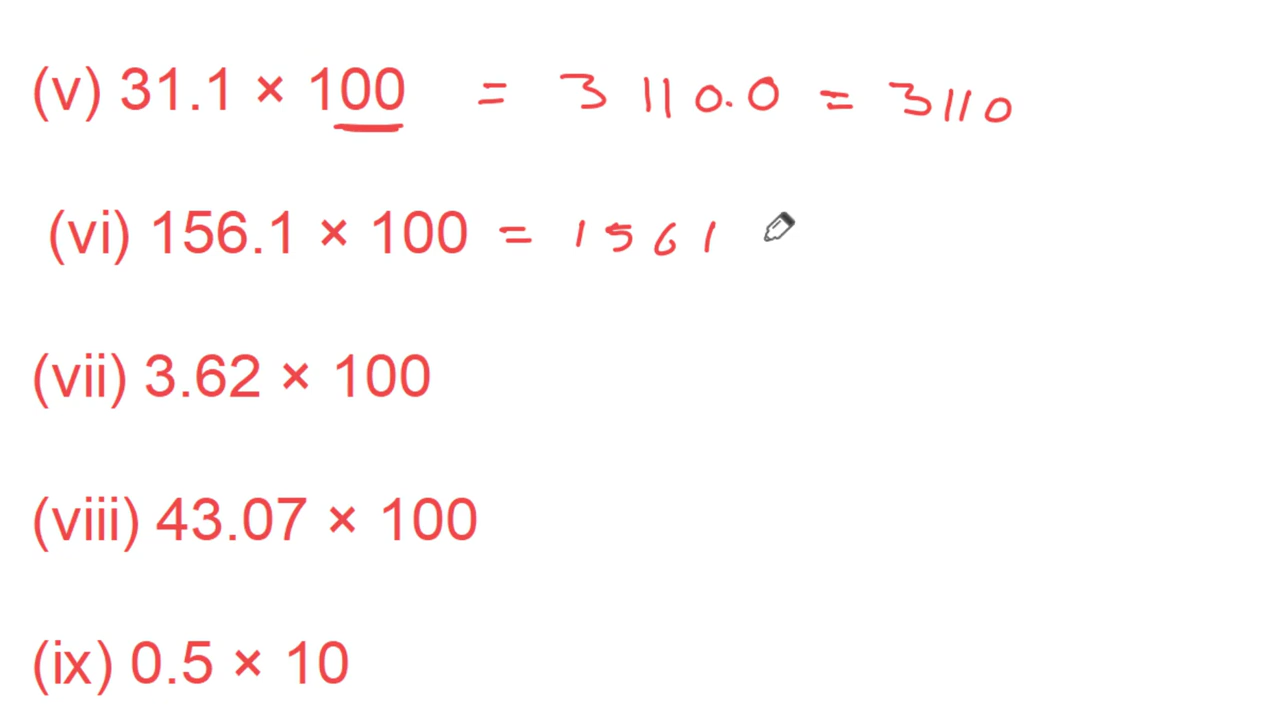 (v) 31.1 × 100 = 3110.0 = 3110
(vi) 156.1 × 100 = 1561
(vii) 3.62 × 100
(viii) 43.07 × 100
(ix) 0.5 × 10